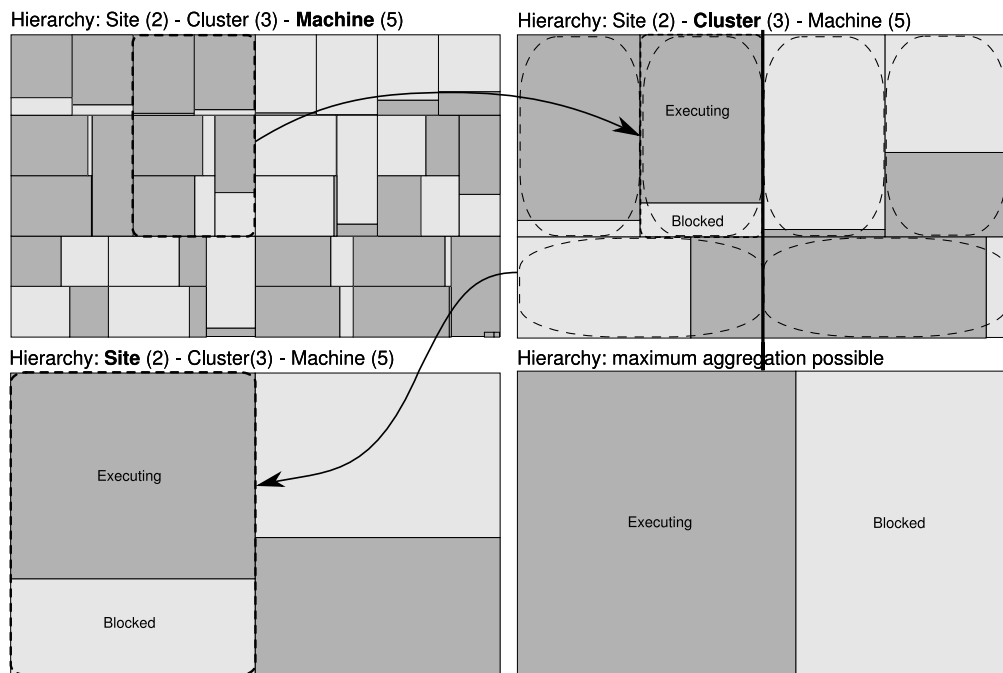 Hierarchy: Site (2) - Cluster (3) - Machine (5)
Hierarchy: Site (2) - Cluster (3) - Machine (5)
Executing
Blocked
Hierarchy: Site (2) - Cluster(3) - Machine (5)
Hierarchy: maximum aggregation possible
Executing
Blocked
Executing
Blocked